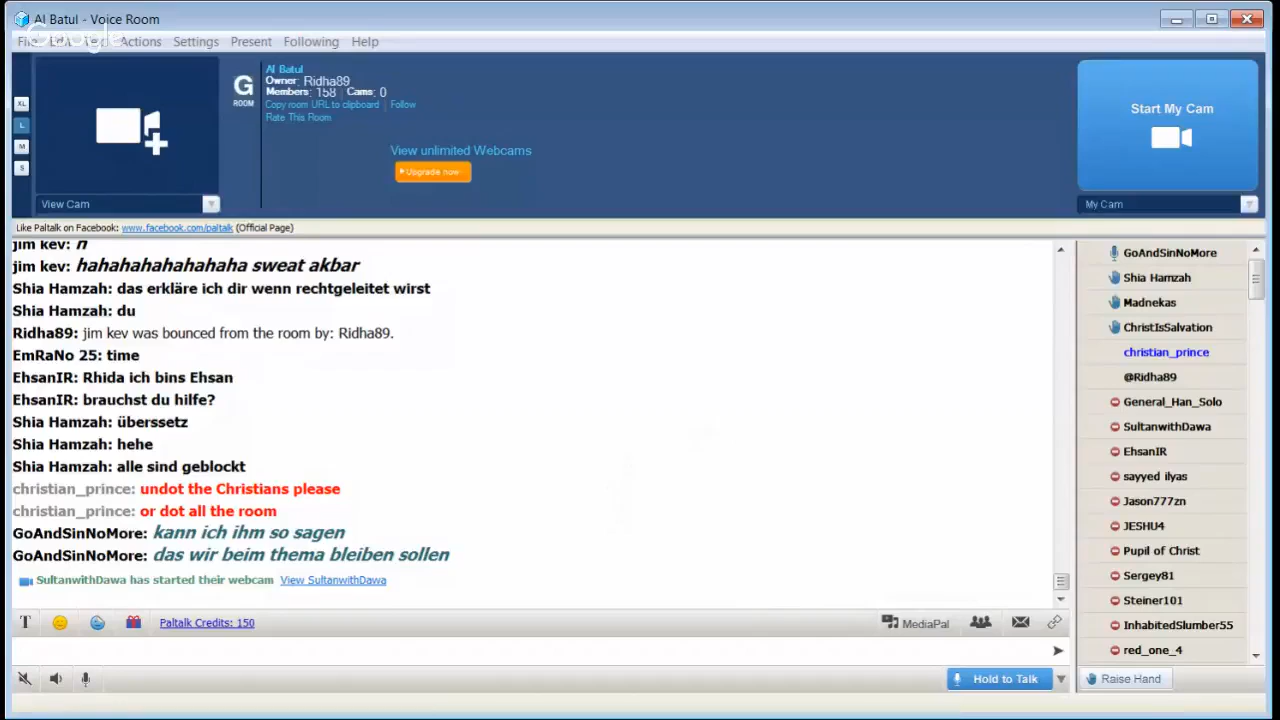 Al Batul - Voice Room
Google
Actions Settings Present Following Help
G
ROOM
Al Batul
Owner: Ridha89
Members: 158 | Cams: 0
Copy room URL to clipboard | Follow
Rate This Room
View unlimited Webcams
Upgrade now
Start My Cam
XL
L
M
S
View Cam
My Cam
Like Paltalk on Facebook: www.facebook.com/paltalk (Official Page)
jim kev: n
jim kev: hahahahahahahaha sweat akbar
Shia Hamzah: das erkläre ich dir wenn rechtgeleitet wirst
Shia Hamzah: du
Ridha89: jim kev was bounced from the room by: Ridha89.
EmRaNo 25: time
EhsanIR: Rhida ich bins Ehsan
EhsanIR: brauchst du hilfe?
Shia Hamzah: überssetz
Shia Hamzah: hehe
Shia Hamzah: alle sind geblockt
christian_prince: undot the Christians please
christian_prince: or dot all the room
GoAndSinNoMore: kann ich ihm so sagen
GoAndSinNoMore: das wir beim thema bleiben sollen
SultanwithDawa has started their webcam View SultanwithDawa
GoAndSinNoMore
Shia Hamzah
Madnekas
ChristIsSalvation
christian_prince
@Ridha89
General_Han_Solo
SultanwithDawa
EhsanIR
sayyed ilyas
Jason777zn
JESHU4
Pupil of Christ
Sergey81
Steiner101
InhabitedSlumber55
red_one_4
T
Paltalk Credits: 150
MediaPal
Hold to Talk
Raise Hand